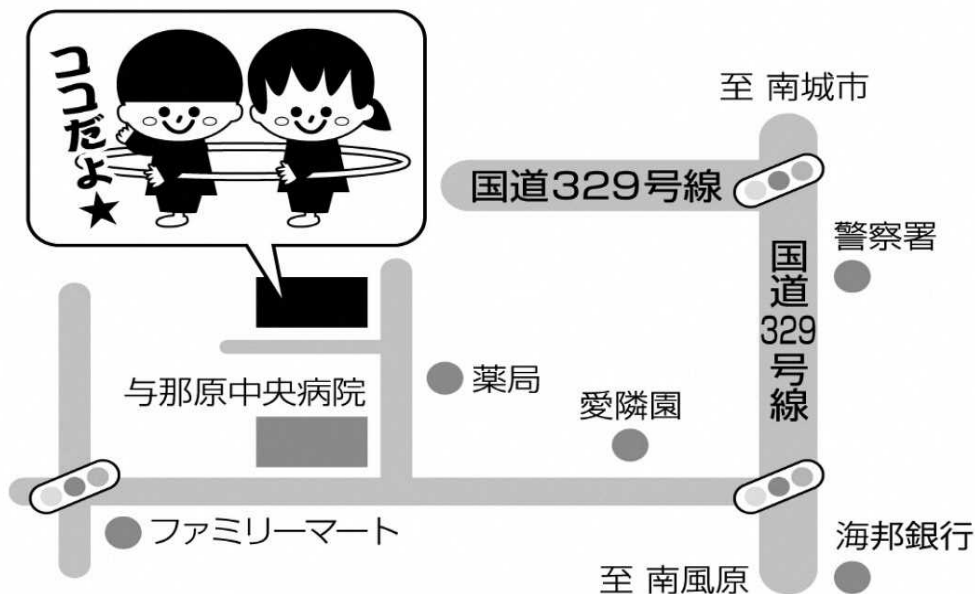 ココだよ★
至 南城市
国道329号線
警察署
国道329号線
与那原中央病院
薬局
愛隣園
ファミリーマート
海邦銀行
至 南風原